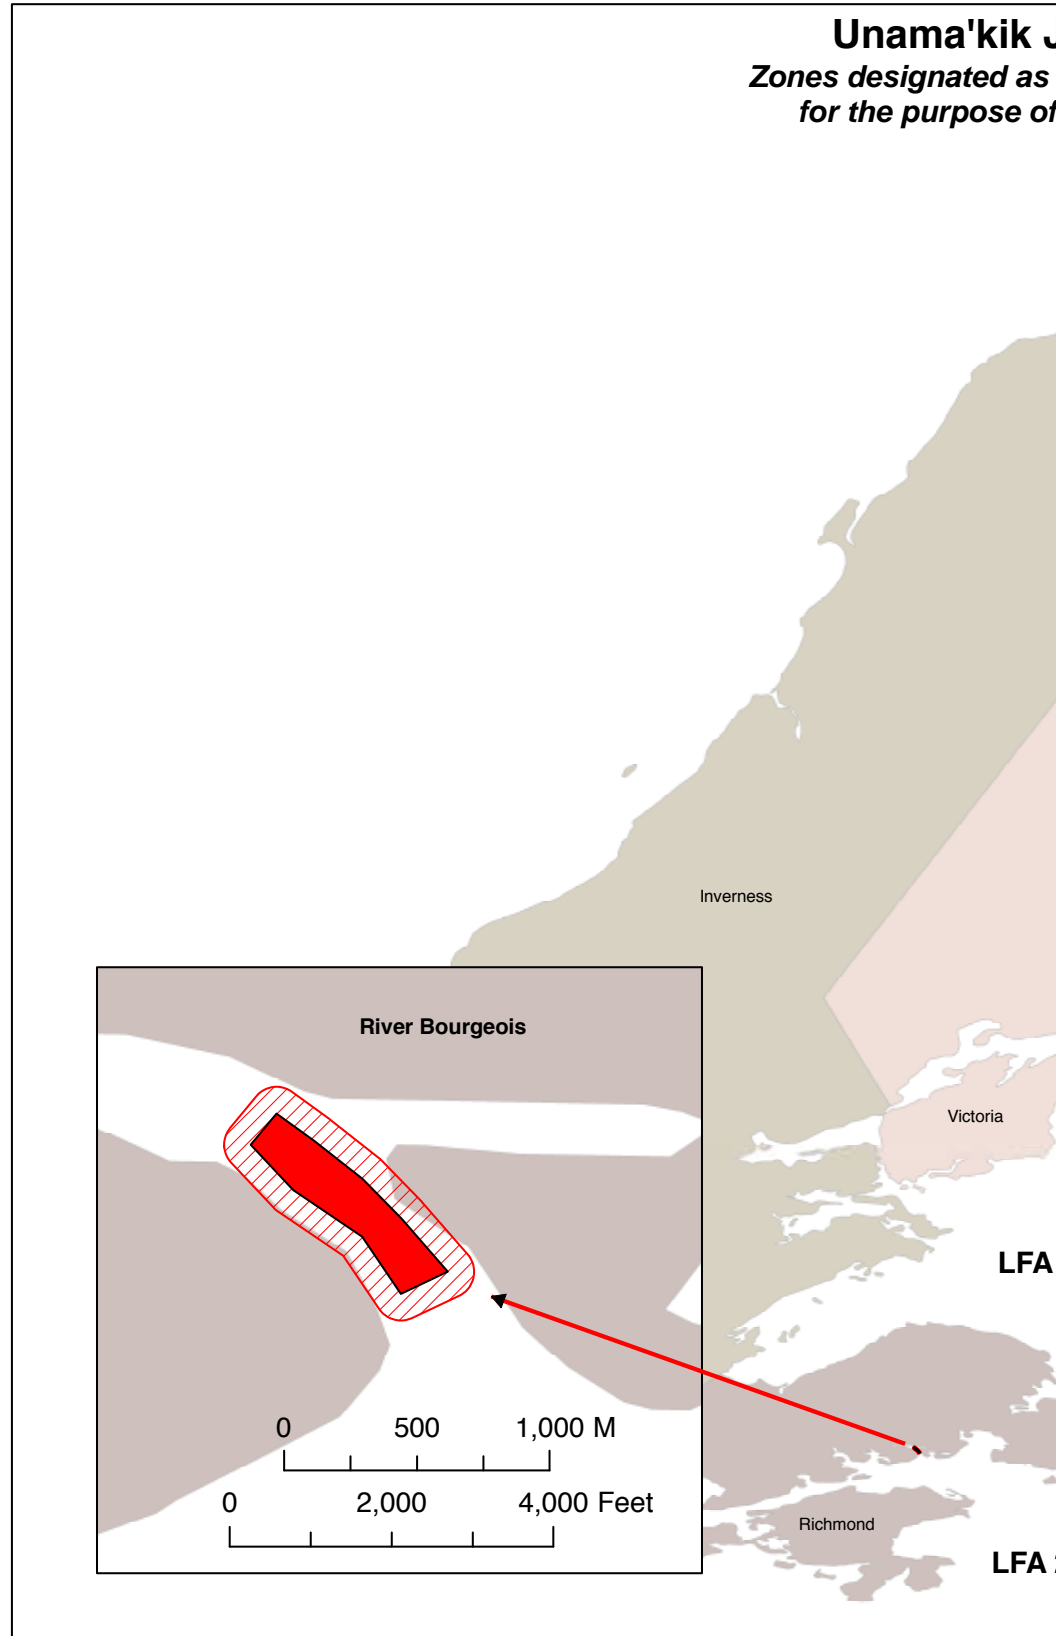 Unama'kik
Zones designated as
for the purpose of
Inverness
River Bourgeois
Victoria
LFA
0 500 1,000 M
0 2,000 4,000 Feet
Richmond
LFA